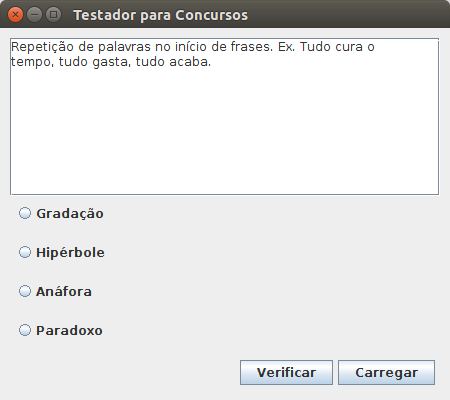 Testador para Concursos
Repetição de palavras no início de frases. Ex. Tudo cura o
tempo, tudo gasta, tudo acaba.
Gradação
Hipérbole
Anáfora
Paradoxo
Verificar Carregar